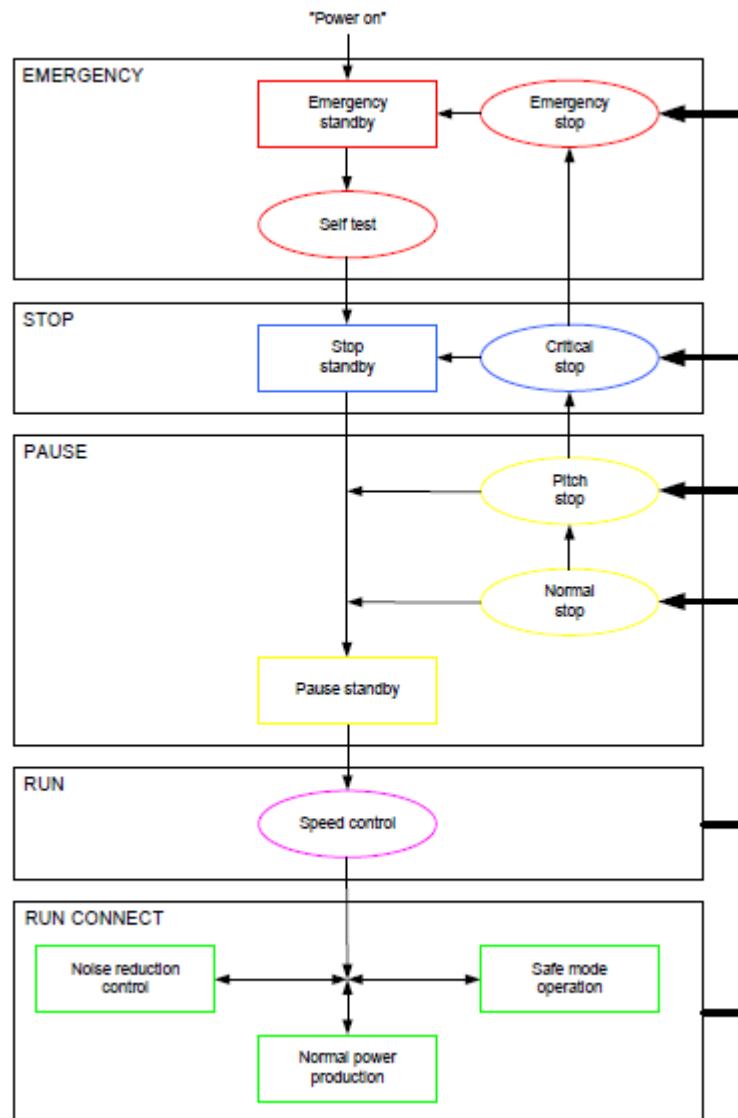 "Power on"
EMERGENCY
Emergency
standby
Emergency
stop
Self test
STOP
Stop
standby
Critical
stop
PAUSE
Pitch
stop
Normal
stop
Pause standby
RUN
Speed control
RUN CONNECT
Noise reduction
control
Safe mode
operation
Normal power
production